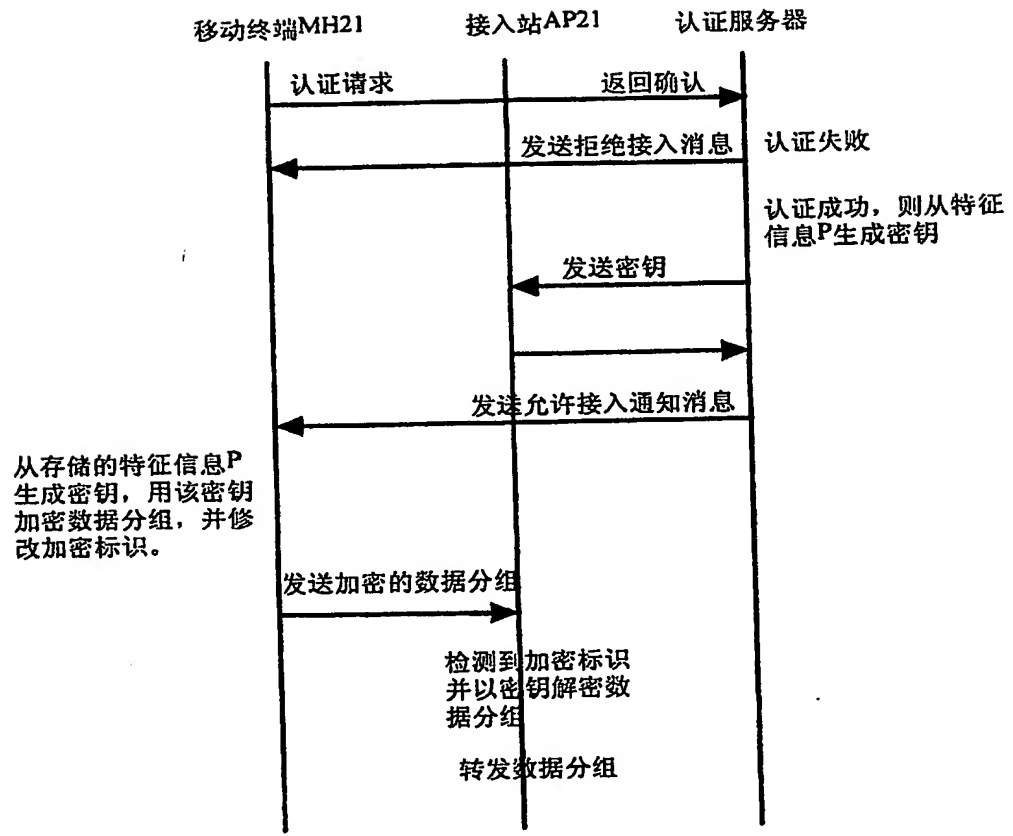 移动终端MH21
接入站AP21
认证服务器
认证请求
返回确认
发送拒绝接入消息
认证失败
认证成功，则从特征
信息P生成密钥
发送密钥
发送允许接入通知消息
从存储的特征信息P
生成密钥，用该密钥
加密数据分组，并修
改加密标识。
发送加密的数据分组
检测到加密标识
并以密钥解密数
据分组
转发数据分组